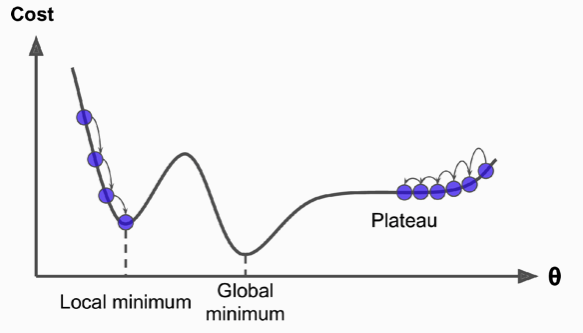 Cost
Plateau
θ
Local minimum
Global
minimum